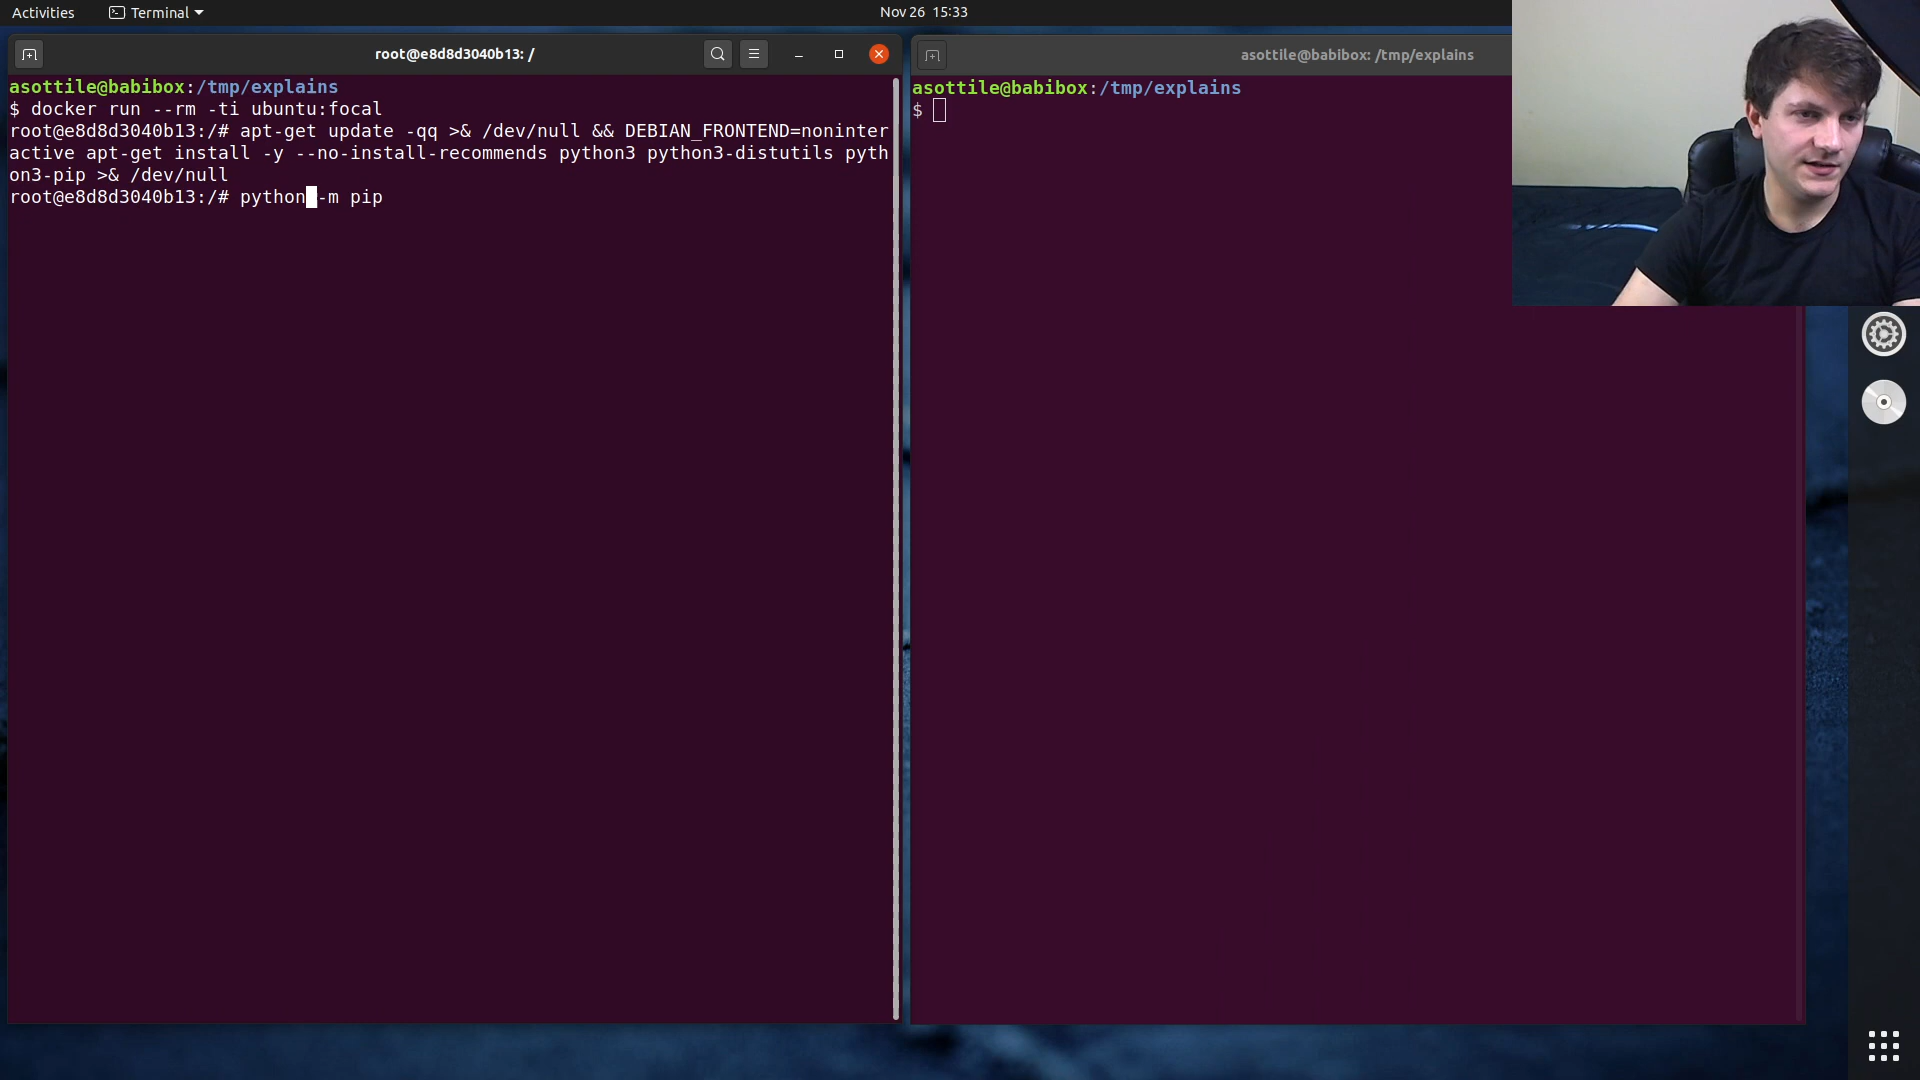 Activities
Terminal
Nov 26 15:33
root@e8d8d3040b13: /
asottile@babibox:/tmp/explains
$ docker run --rm -ti ubuntu:focal
root@e8d8d3040b13:/# apt-get update -qq >& /dev/null && DEBIAN_FRONTEND=noninter
active apt-get install -y --no-install-recommends python3 python3-distutils pyth
on3-pip >& /dev/null
root@e8d8d3040b13:/# python -m pip
asottile@babibox: /tmp/explains
asottile@babibox:/tmp/explains
$